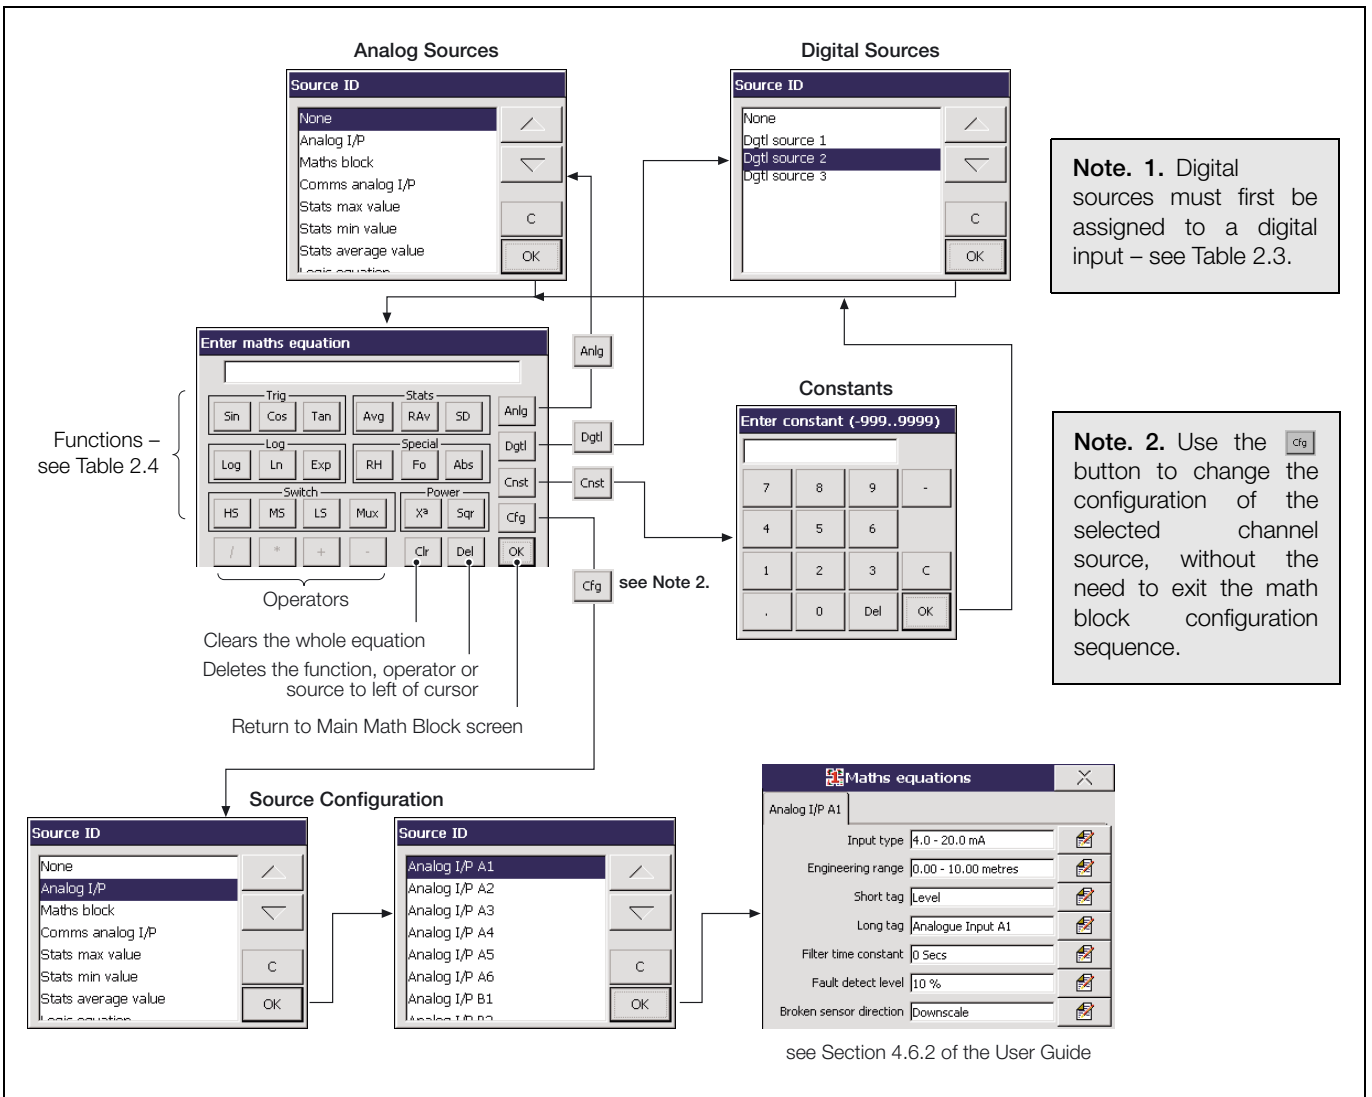 Analog Sources
Source ID
None
Analog I/P
Maths block
Comms analog I/P
Stats max value
Stats min value
Stats average value
Logic equation
C
OK
Digital Sources
Source ID
None
Dgtl source 1
Dgtl source 2
Dgtl source 3
C
OK
Note. 1. Digital
sources must first be
assigned to a digital
input – see Table 2.3.
Enter maths equation
Trig
Sin Cos Tan
Stats
Avg RAv SD
Anlg
Dgtl
Log
Log Ln Exp
Special
RH Fo Abs
Cnst
Switch
HS MS LS Mux
Power
Xª Sqr
Cfg
/ * + -
Clr Del OK
Anlg
Dgtl
Cnst
Cfg
see Note 2.
Functions –
see Table 2.4
Operators
Clears the whole equation
Deletes the function, operator or
source to left of cursor
Return to Main Math Block screen
Constants
Enter constant (-999..9999)
7 8 9 -
4 5 6
1 2 3 C
. 0 Del OK
Note. 2. Use the Cfg
button to change the
configuration of the
selected channel
source, without the
need to exit the math
block configuration
sequence.
Source Configuration
Source ID
None
Analog I/P
Maths block
Comms analog I/P
Stats max value
Stats min value
Stats average value
Logic equation
C
OK
Source ID
Analog I/P A1
Analog I/P A2
Analog I/P A3
Analog I/P A4
Analog I/P A5
Analog I/P A6
Analog I/P B1
Analog I/P B2
C
OK
Maths equations
Analog I/P A1
Input type 4.0 - 20.0 mA
Engineering range 0.00 - 10.00 metres
Short tag Level
Long tag Analogue Input A1
Filter time constant 0 Secs
Fault detect level 10 %
Broken sensor direction Downscale
see Section 4.6.2 of the User Guide